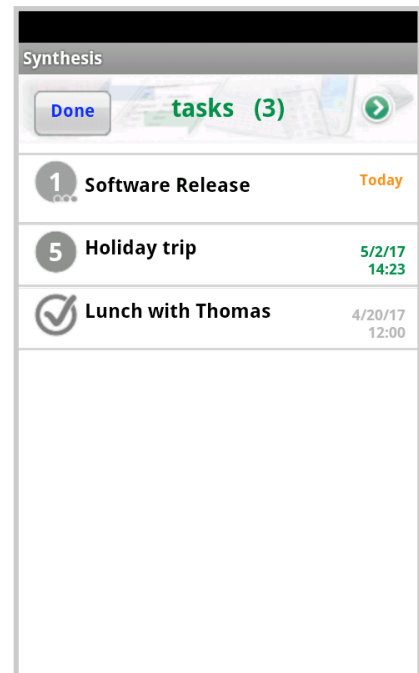 Synthesis
Done
tasks (3)
1
Software Release
Today
5
Holiday trip
5/2/17
14:23
Lunch with Thomas
4/20/17
12:00